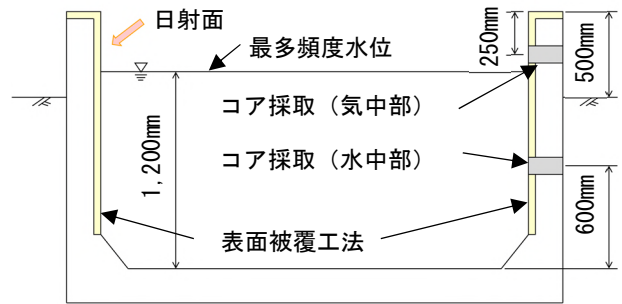 日射面
最多頻度水位
250mm
500mm
コア採取（気中部）
コア採取（水中部）
1,200mm
600mm
表面被覆工法